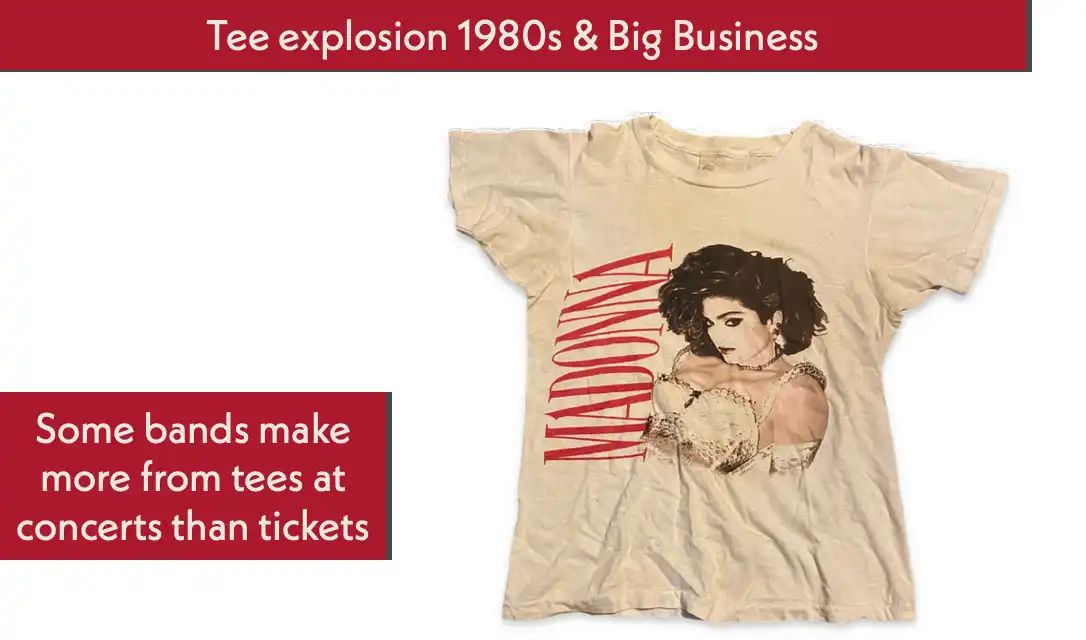 Tee explosion 1980s & Big Business
MADONNA
Some bands make
more from tees at
concerts than tickets